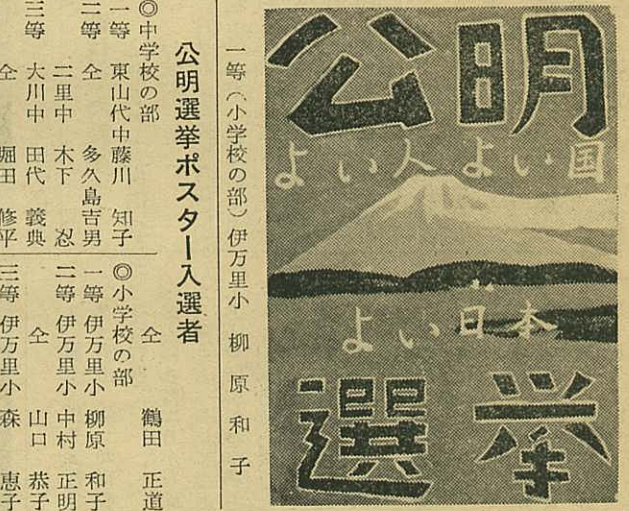 公明
よい人よい国
よい日本
選挙
一等(小学校の部)伊万里小 柳原和子
公明選挙ポスター入選者
◎中学校の部
一等 東山代中 藤川 知子
二等 仝 多久島吉男
二里中 木下 忍
三等 大川中 田代 義典
仝 堀田 修平
仝 鶴田 正道
◎小学校の部
一等 伊万里小 柳原 和子
二等 伊万里小 中村 正明
仝 山口 恭子
三等 伊万里小 森 恵子